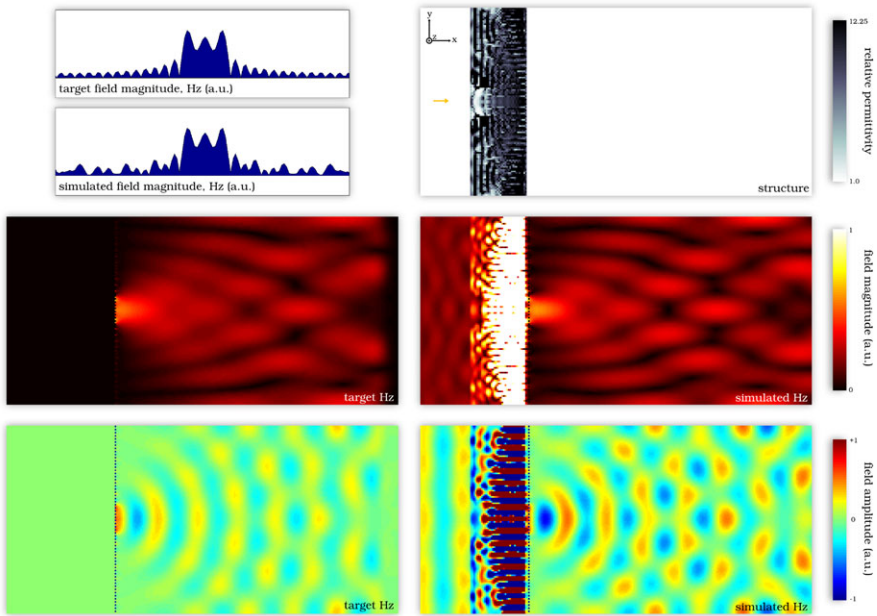 target field magnitude, Hz (a.u.)
simulated field magnitude, Hz (a.u.)
y
z
x
structure
12.25
relative permittivity
1.0
target Hz
simulated Hz
1
field magnitude (a.u.)
0
target Hz
simulated Hz
+1
field amplitude (a.u.)
0
-1